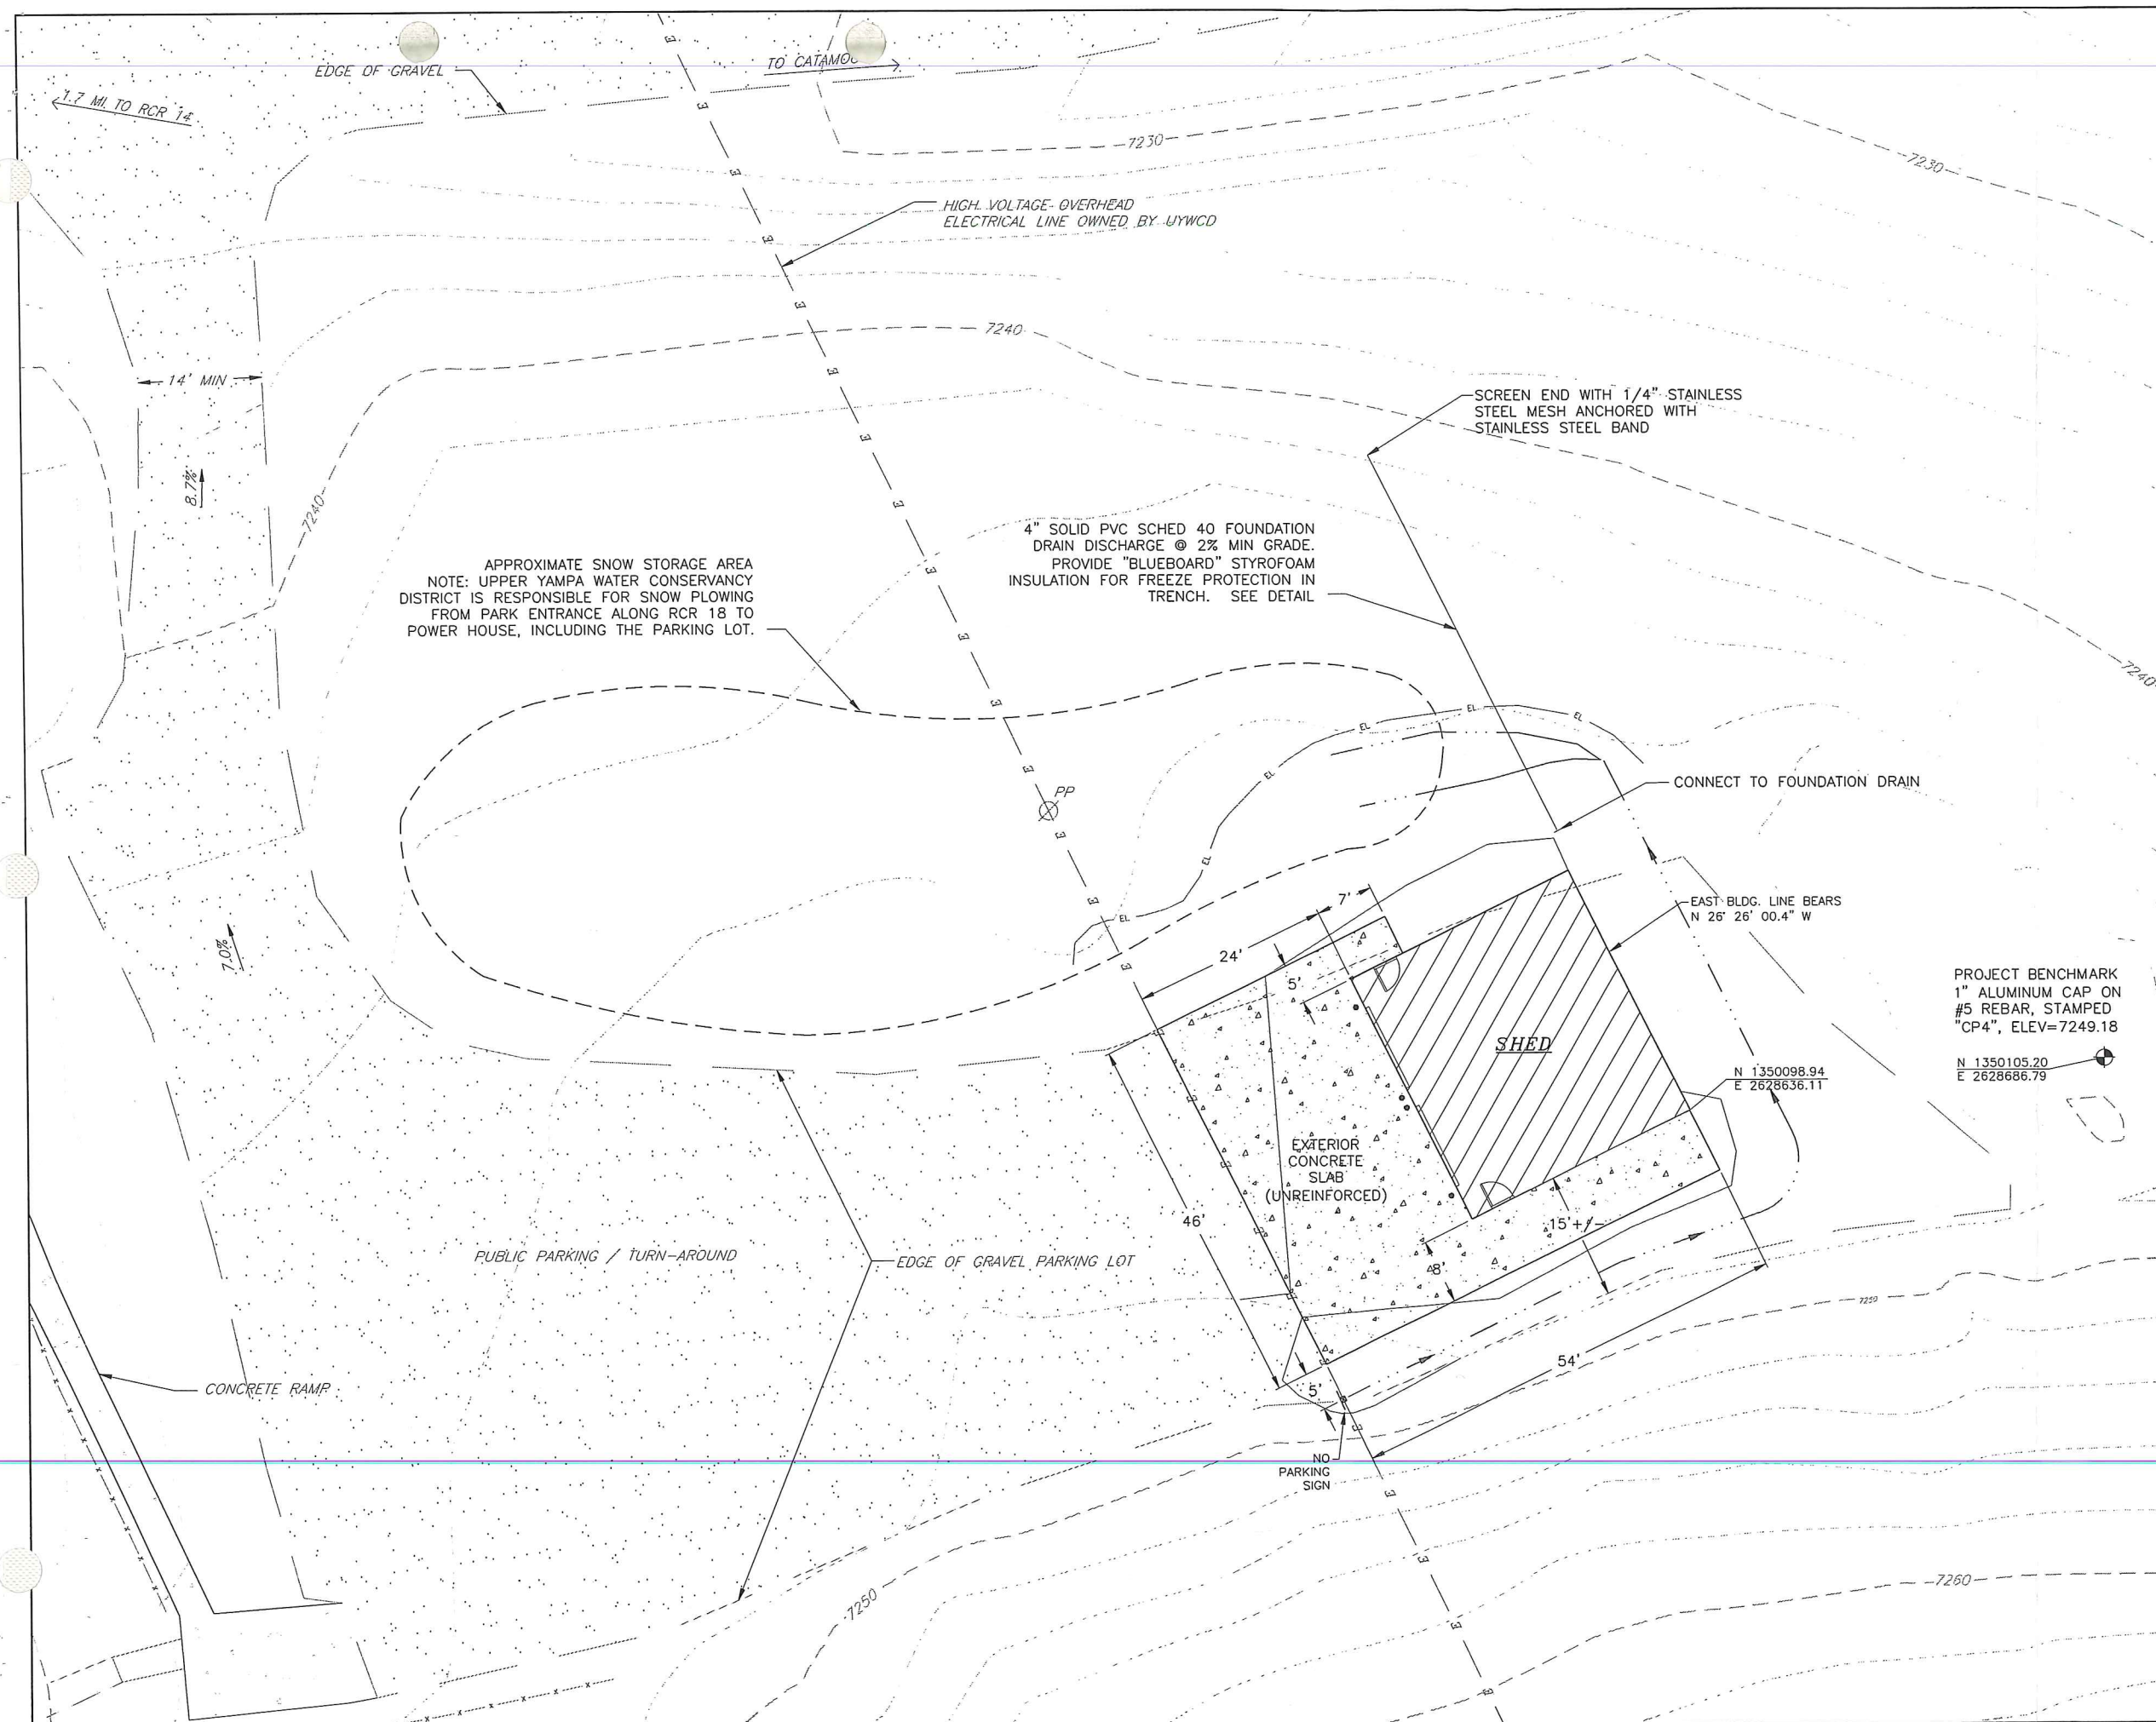 EDGE OF GRAVEL
TO CATAMO
1.7 MI. TO RCR 14
7230
7230
HIGH VOLTAGE OVERHEAD
ELECTRICAL LINE OWNED BY UYWCD
7240
14' MIN
SCREEN END WITH 1/4" STAINLESS
STEEL MESH ANCHORED WITH
STAINLESS STEEL BAND
8.7%
7240
4" SOLID PVC SCHED 40 FOUNDATION
DRAIN DISCHARGE @ 2% MIN GRADE.
PROVIDE "BLUEBOARD" STYROFOAM
INSULATION FOR FREEZE PROTECTION IN
TRENCH. SEE DETAIL
APPROXIMATE SNOW STORAGE AREA
NOTE: UPPER YAMPA WATER CONSERVANCY
DISTRICT IS RESPONSIBLE FOR SNOW PLOWING
FROM PARK ENTRANCE ALONG RCR 18 TO
POWER HOUSE, INCLUDING THE PARKING LOT.
7240
PP
CONNECT TO FOUNDATION DRAIN
7'
EAST BLDG. LINE BEARS
N 26° 26' 00.4" W
7.0%
24'
5'
PROJECT BENCHMARK
1" ALUMINUM CAP ON
#5 REBAR, STAMPED
"CP4", ELEV=7249.18
SHED
N 1350105.20
E 2628686.79
N 1350098.94
E 2628636.11
EXTERIOR
CONCRETE
SLAB
(UNREINFORCED)
46'
15'+/-
PUBLIC PARKING / TURN-AROUND
EDGE OF GRAVEL PARKING LOT
8'
7250
54'
CONCRETE RAMP
5'
NO
PARKING
SIGN
7250
7260